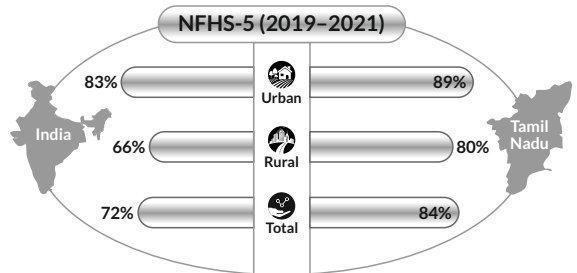 NFHS-5 (2019–2021)
83%
Urban
89%
India
66%
Rural
80%
Tamil
Nadu
72%
Total
84%